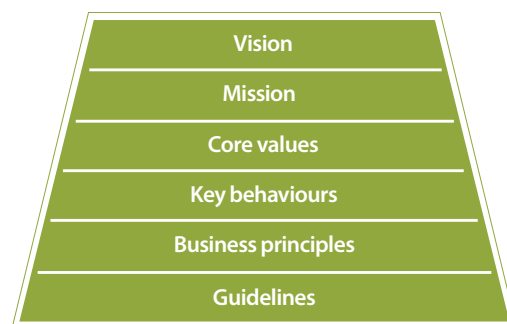 Vision
Mission
Core values
Key behaviours
Business principles
Guidelines